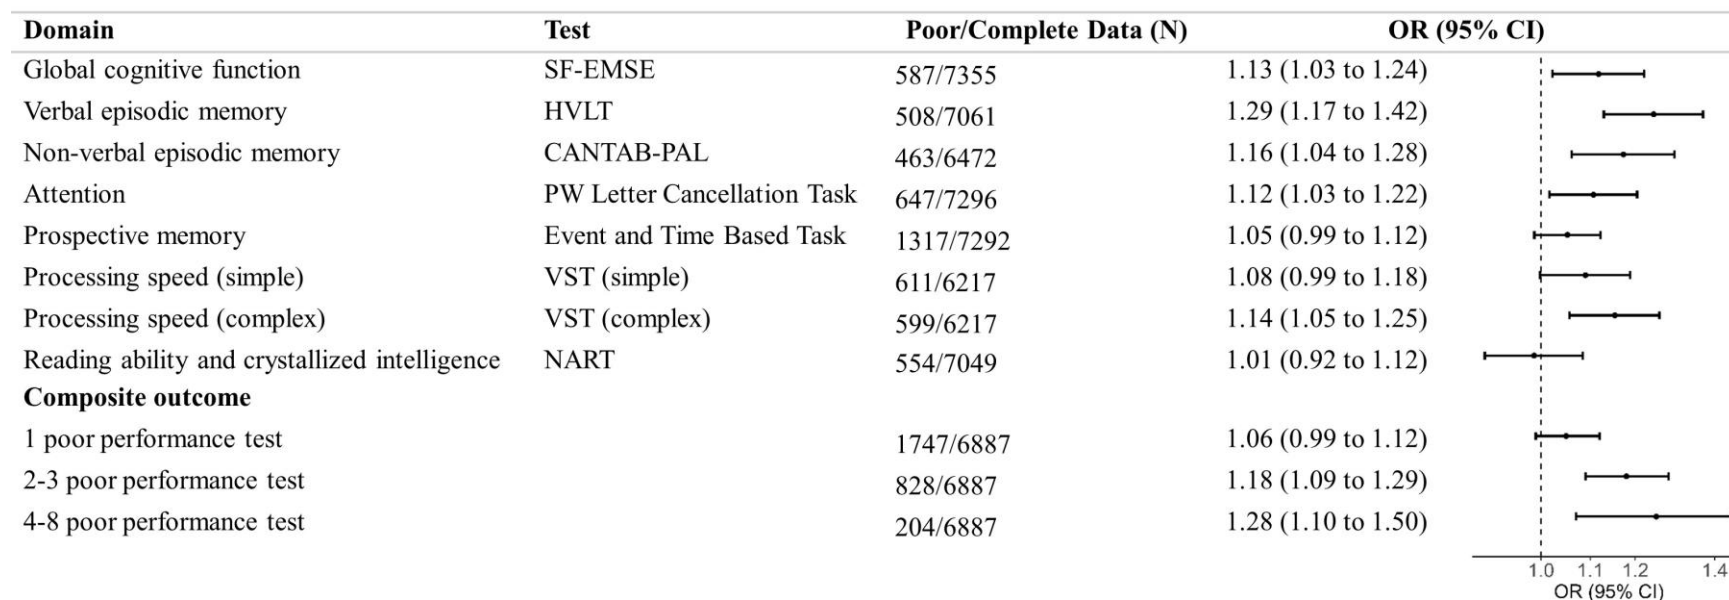 Domain Test Poor/Complete Data (N) OR (95% CI)
Global cognitive function SF-EMSE 587/7355 1.13 (1.03 to 1.24)
Verbal episodic memory HVLT 508/7061 1.29 (1.17 to 1.42)
Non-verbal episodic memory CANTAB-PAL 463/6472 1.16 (1.04 to 1.28)
Attention PW Letter Cancellation Task 647/7296 1.12 (1.03 to 1.22)
Prospective memory Event and Time Based Task 1317/7292 1.05 (0.99 to 1.12)
Processing speed (simple) VST (simple) 611/6217 1.08 (0.99 to 1.18)
Processing speed (complex) VST (complex) 599/6217 1.14 (1.05 to 1.25)
Reading ability and crystallized intelligence NART 554/7049 1.01 (0.92 to 1.12)
Composite outcome
1 poor performance test 1747/6887 1.06 (0.99 to 1.12)
2-3 poor performance test 828/6887 1.18 (1.09 to 1.29)
4-8 poor performance test 204/6887 1.28 (1.10 to 1.50)
1.0 1.1 1.2 1.4
OR (95% CI)